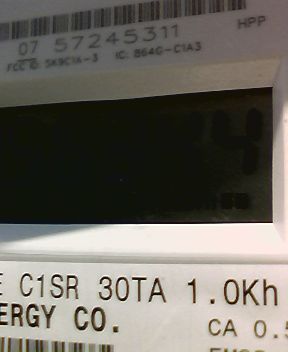 HPP
07 57245311
FCC ID: SK9C1A-3 IC: 864G-C1A3
4
E C1SR 30TA 1.0Kh
ERGY CO.
CA 0.5